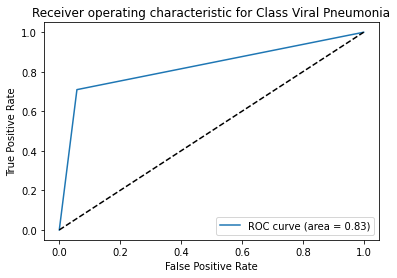 Receiver operating characteristic for Class Viral Pneumonia
1.0
0.8
0.6
0.4
0.2
0.0
True Positive Rate
ROC curve (area = 0.83)
0.0 0.2 0.4 0.6 0.8 1.0
False Positive Rate